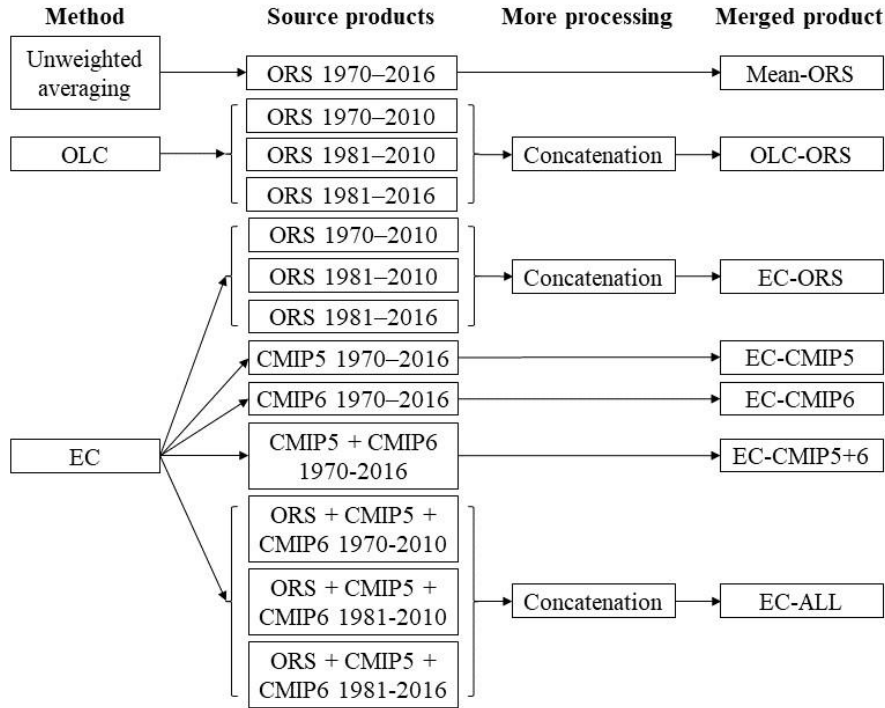 Method Source products More processing Merged product
Unweighted
averaging
ORS 1970–2016
Mean-ORS
OLC
ORS 1970–2010
ORS 1981–2010
ORS 1981–2016
Concatenation
OLC-ORS
EC
ORS 1970–2010
ORS 1981–2010
ORS 1981–2016
Concatenation
EC-ORS
CMIP5 1970–2016
EC-CMIP5
CMIP6 1970–2016
EC-CMIP6
CMIP5 + CMIP6
1970-2016
EC-CMIP5+6
ORS + CMIP5 +
CMIP6 1970-2010
ORS + CMIP5 +
CMIP6 1981-2010
ORS + CMIP5 +
CMIP6 1981-2016
Concatenation
EC-ALL